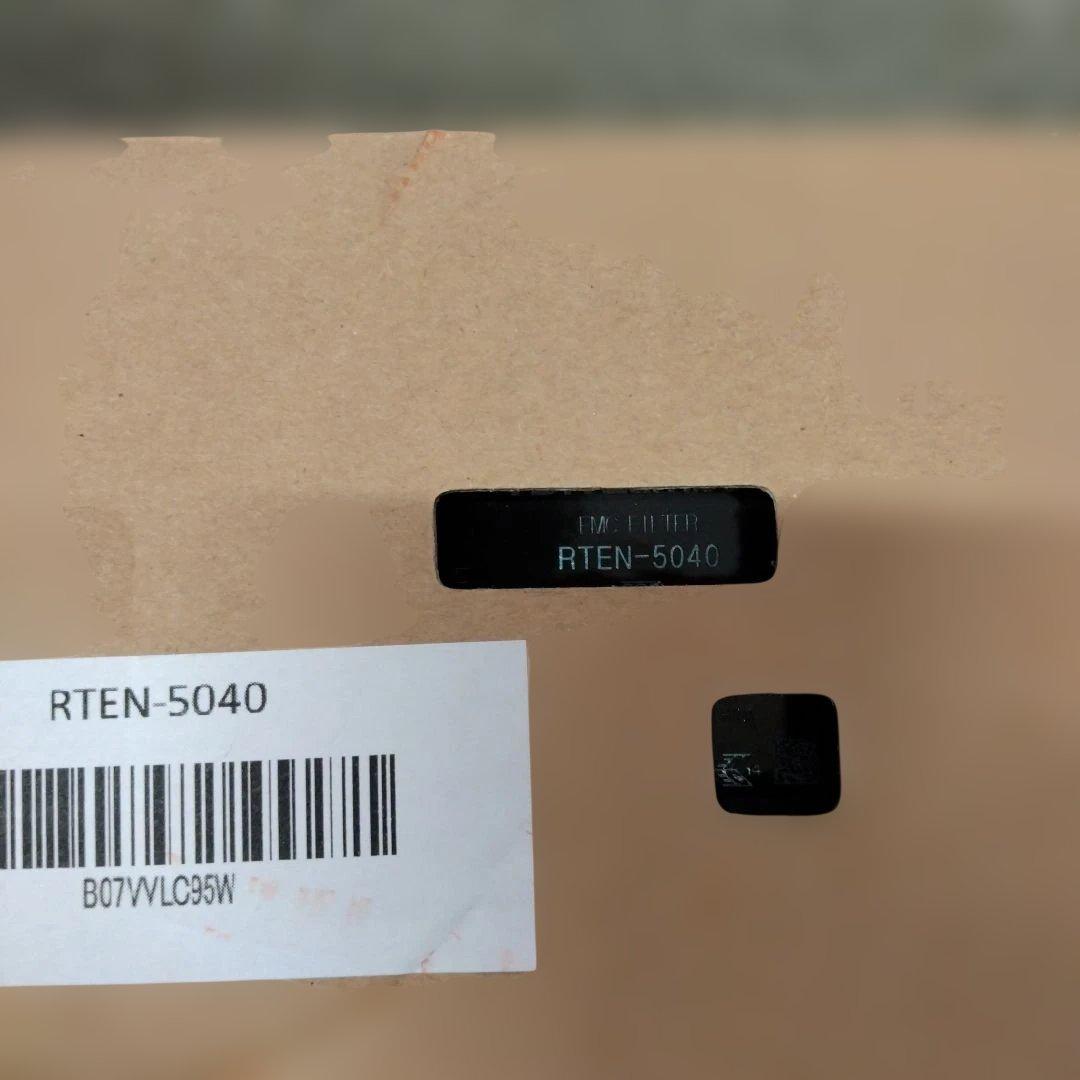 EMC FILTER
RTEN-5040
RTEN-5040
B07VVLC95W